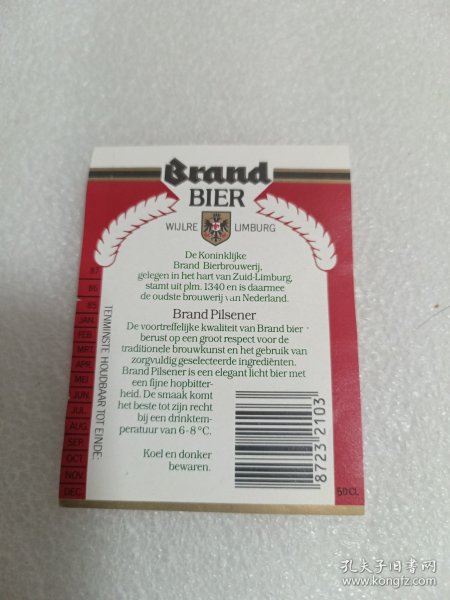 Brand
BIER
WIJLRE LIMBURG
De Koninklijke
Brand Bierbrouwerij,
gelegen in het hart van Zuid-Limburg,
stamt uit plm. 1340 en is daarmee
de oudste brouwerij van Nederland.
Brand Pilsener
De voortreffelijke kwaliteit van Brand bier
berust op een groot respect voor de
traditionele brouwkunst en het gebruik van
zorgvuldig geselecteerde ingrediënten.
Brand Pilsener is een elegant licht bier met
een fijne hopbitter-
heid. De smaak komt
het beste tot zijn recht
bij een drinktem-
peratuur van 6-8 °C.
Koel en donker
bewaren.
87
86
85
JAN.
FEB.
MRT.
APR.
MEI
JUN.
JUL.
AUG.
SEP.
OCT.
NOV.
DEC.
TENMINSTE HOUDBAAR TOT EINDE:
8723 2103
50 CL
孔夫子旧书网
www.kongfz.com